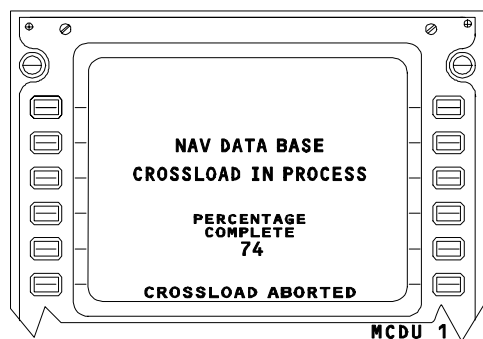 NAV DATA BASE
CROSSLOAD IN PROCESS
PERCENTAGE
COMPLETE
74
CROSSLOAD ABORTED
MCDU 1